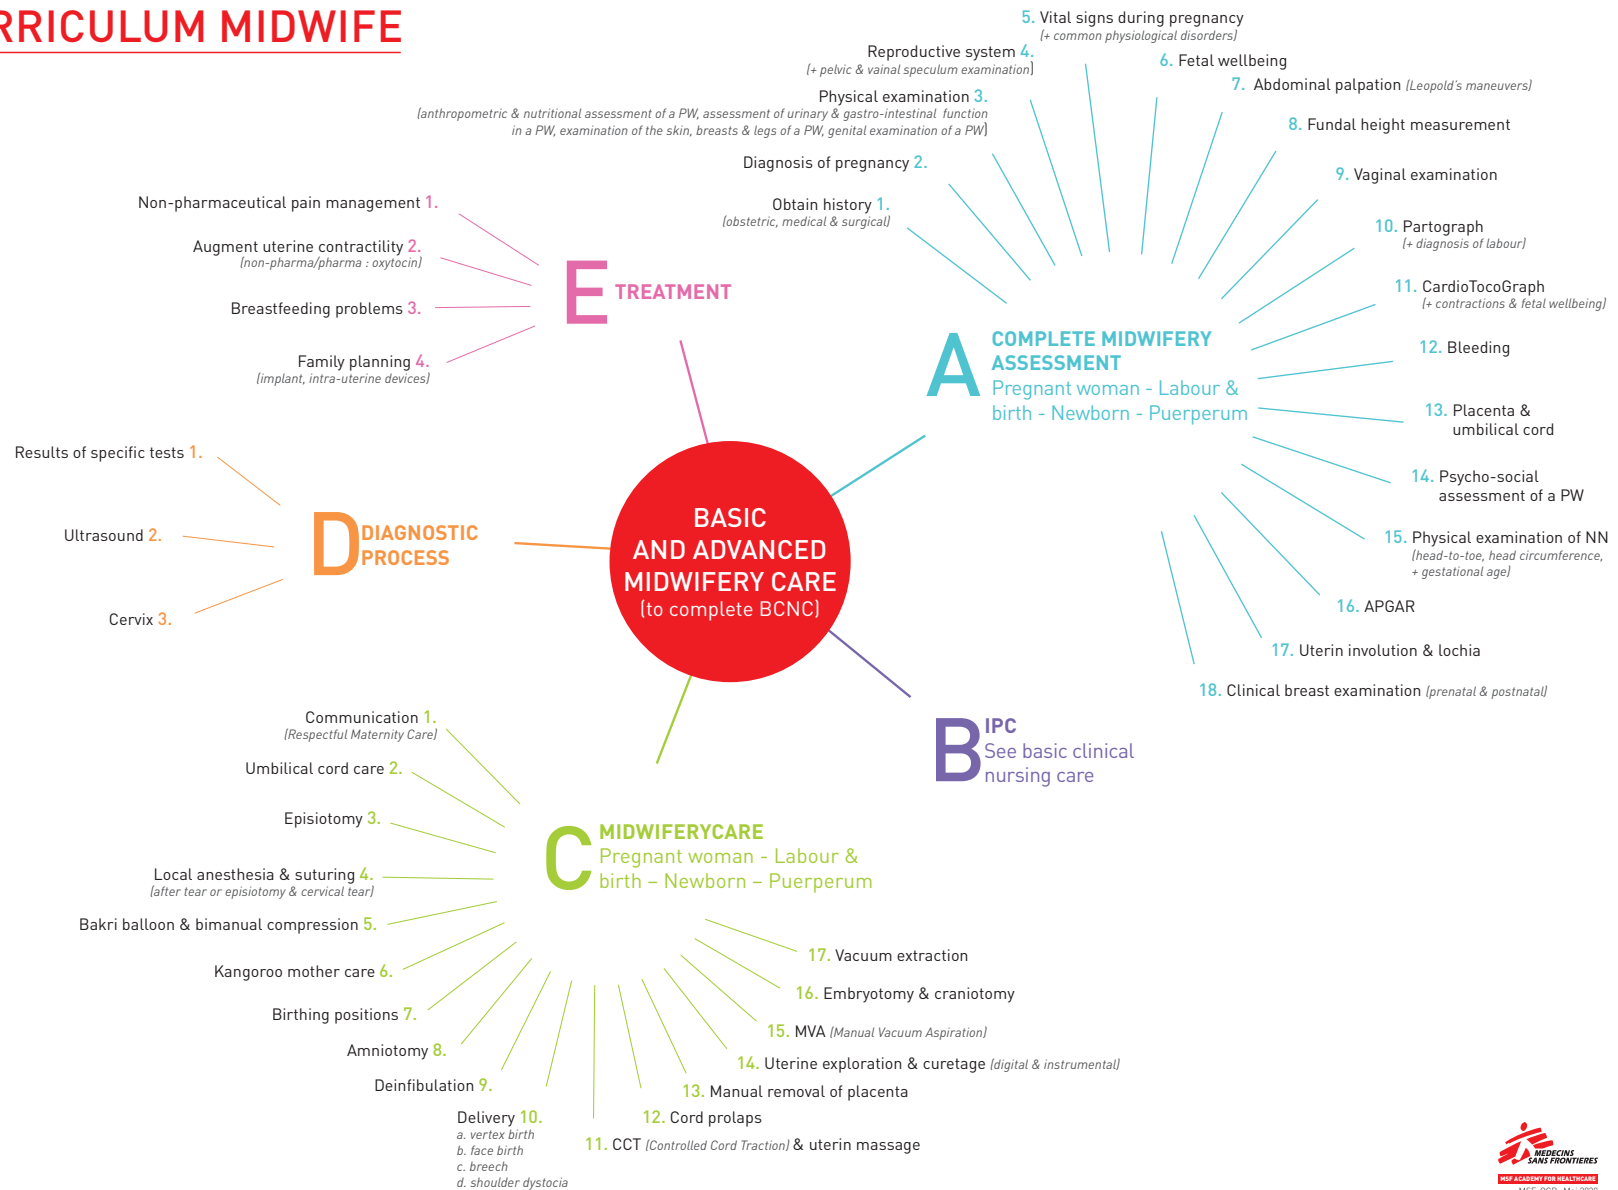 RRICULUM MIDWIFE
BASIC
AND ADVANCED
MIDWIFERY CARE
(to complete BCNC)
A
COMPLETE MIDWIFERY
ASSESSMENT
Pregnant woman - Labour &
birth - Newborn - Puerperum
Obtain history 1.
(obstetric, medical & surgical)
Diagnosis of pregnancy 2.
Physical examination 3.
(anthropometric & nutritional assessment of a PW, assessment of urinary & gastro-intestinal function
in a PW, examination of the skin, breasts & legs of a PW, genital examination of a PW)
Reproductive system 4.
(+ pelvic & vainal speculum examination)
5. Vital signs during pregnancy
(+ common physiological disorders)
6. Fetal wellbeing
7. Abdominal palpation (Leopold's maneuvers)
8. Fundal height measurement
9. Vaginal examination
10. Partograph
(+ diagnosis of labour)
11. CardioTocoGraph
(+ contractions & fetal wellbeing)
12. Bleeding
13. Placenta &
umbilical cord
14. Psycho-social
assessment of a PW
15. Physical examination of NN
(head-to-toe, head circumference,
+ gestational age)
16. APGAR
17. Uterin involution & lochia
18. Clinical breast examination (prenatal & postnatal)
B
IPC
See basic clinical
nursing care
C
MIDWIFERYCARE
Pregnant woman - Labour &
birth – Newborn – Puerperum
Communication 1.
(Respectful Maternity Care)
Umbilical cord care 2.
Episiotomy 3.
Local anesthesia & suturing 4.
(after tear or episiotomy & cervical tear)
Bakri balloon & bimanual compression 5.
Kangoroo mother care 6.
Birthing positions 7.
Amniotomy 8.
Deinfibulation 9.
Delivery 10.
a. vertex birth
b. face birth
c. breech
d. shoulder dystocia
11. CCT (Controlled Cord Traction) & uterin massage
12. Cord prolaps
13. Manual removal of placenta
14. Uterine exploration & curetage (digital & instrumental)
15. MVA (Manual Vacuum Aspiration)
16. Embryotomy & craniotomy
17. Vacuum extraction
D
DIAGNOSTIC
PROCESS
Results of specific tests 1.
Ultrasound 2.
Cervix 3.
E
TREATMENT
Non-pharmaceutical pain management 1.
Augment uterine contractility 2.
(non-pharma/pharma : oxytocin)
Breastfeeding problems 3.
Family planning 4.
(implant, intra-uterine devices)
MEDECINS
SANS FRONTIERES
MSF ACADEMY FOR HEALTHCARE